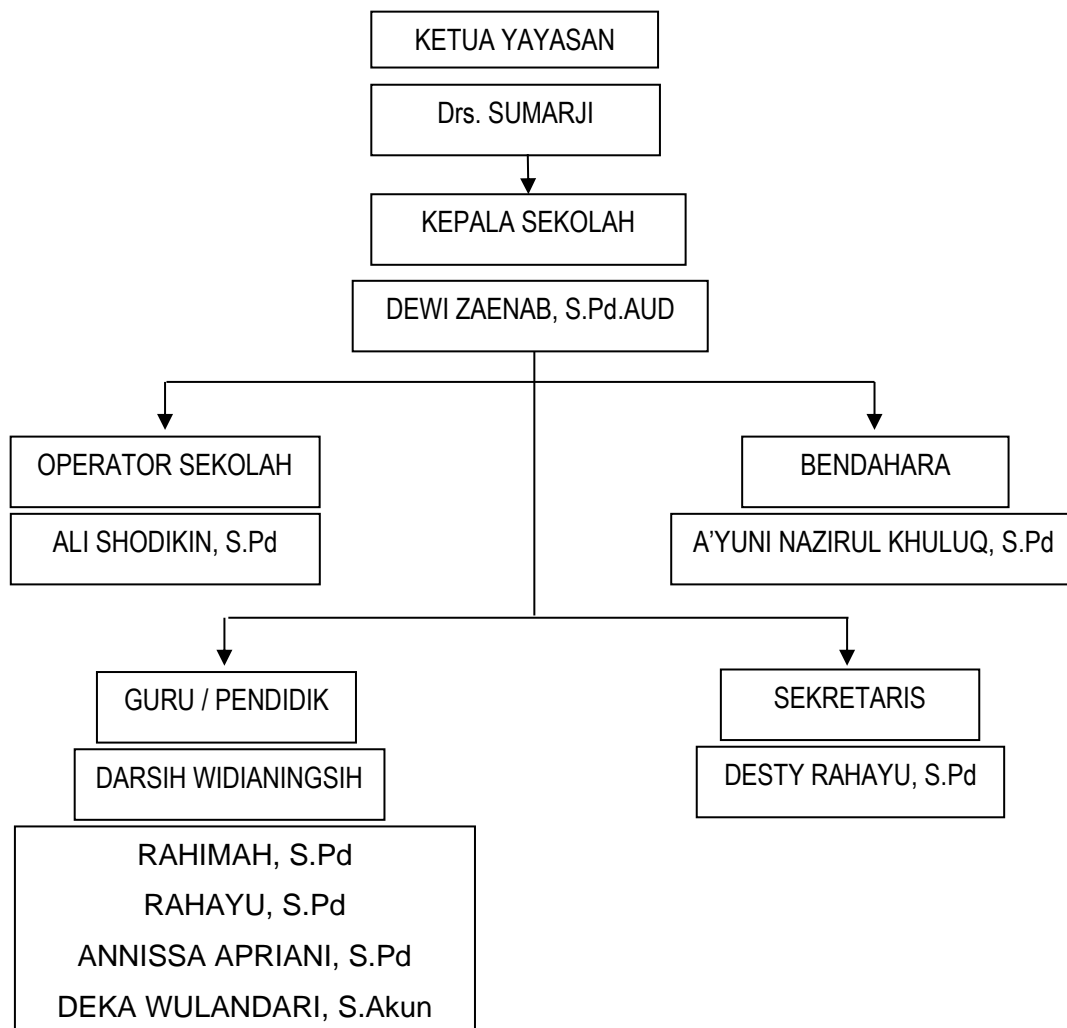 KETUA YAYASAN
Drs. SUMARJI
KEPALA SEKOLAH
DEWI ZAENAB, S.Pd.AUD
OPERATOR SEKOLAH
ALI SHODIKIN, S.Pd
BENDAHARA
A’YUNI NAZIRUL KHULUQ, S.Pd
GURU / PENDIDIK
DARSIH WIDIANINGSIH
RAHIMAH, S.Pd
RAHAYU, S.Pd
ANNISSA APRIANI, S.Pd
DEKA WULANDARI, S.Akun
SEKRETARIS
DESTY RAHAYU, S.Pd